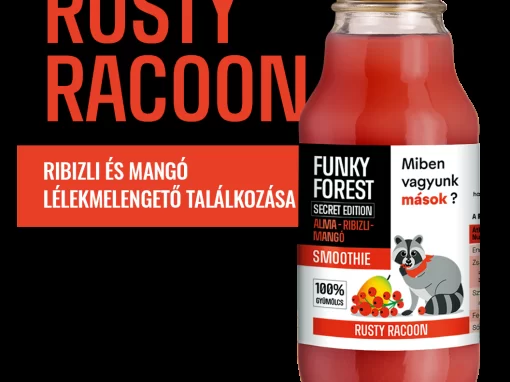 RUSTY
RACOON
RIBIZLI ÉS MANGÓ
LÉLEKMELENGETŐ TALÁLKOZÁSA
FUNKY
FOREST
SECRET EDITION
ALMA-RIBIZLI-
MANGÓ
SMOOTHIE
100%
GYÜMÖLCS
RUSTY RACOON
Miben
vagyunk
mások?